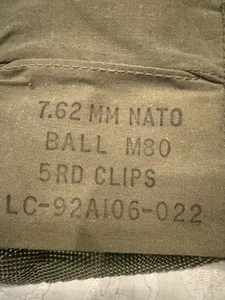 7.62 MM NATO
BALL M80
5RD CLIPS
LC-92A106-022